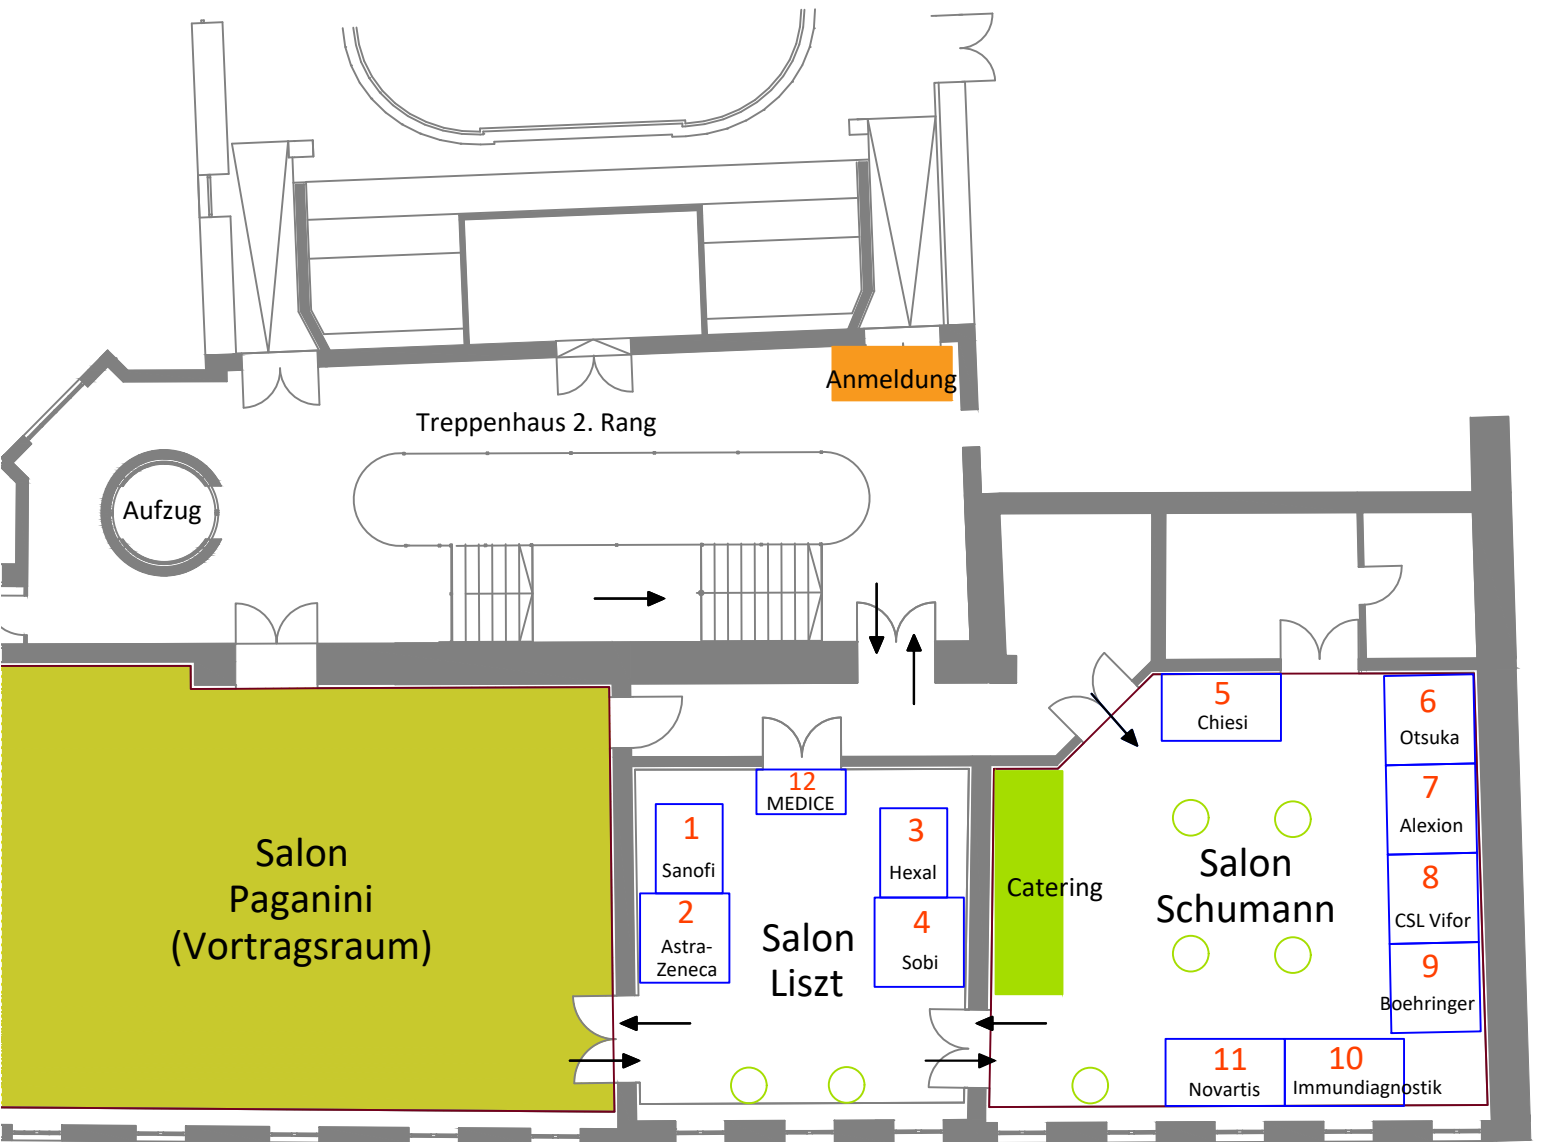 Anmeldung
Treppenhaus 2. Rang
Aufzug
Salon
Paganini
(Vortragsraum)
12
MEDICE
1
Sanofi
2
Astra-
Zeneca
3
Hexal
4
Sobi
Salon
Liszt
Catering
5
Chiesi
6
Otsuka
7
Alexion
8
CSL Vifor
9
Boehringer
Salon
Schumann
11
Novartis
10
Immundiagnostik